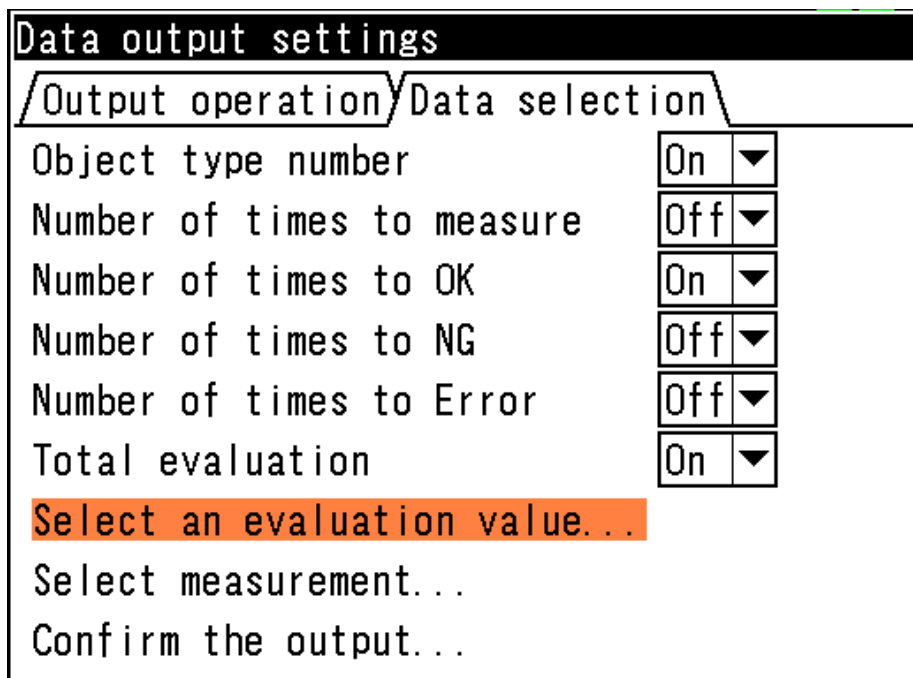 Data output settings
Output operation Data selection
Object type number On
Number of times to measure Off
Number of times to OK On
Number of times to NG Off
Number of times to Error Off
Total evaluation On
Select an evaluation value...
Select measurement...
Confirm the output...